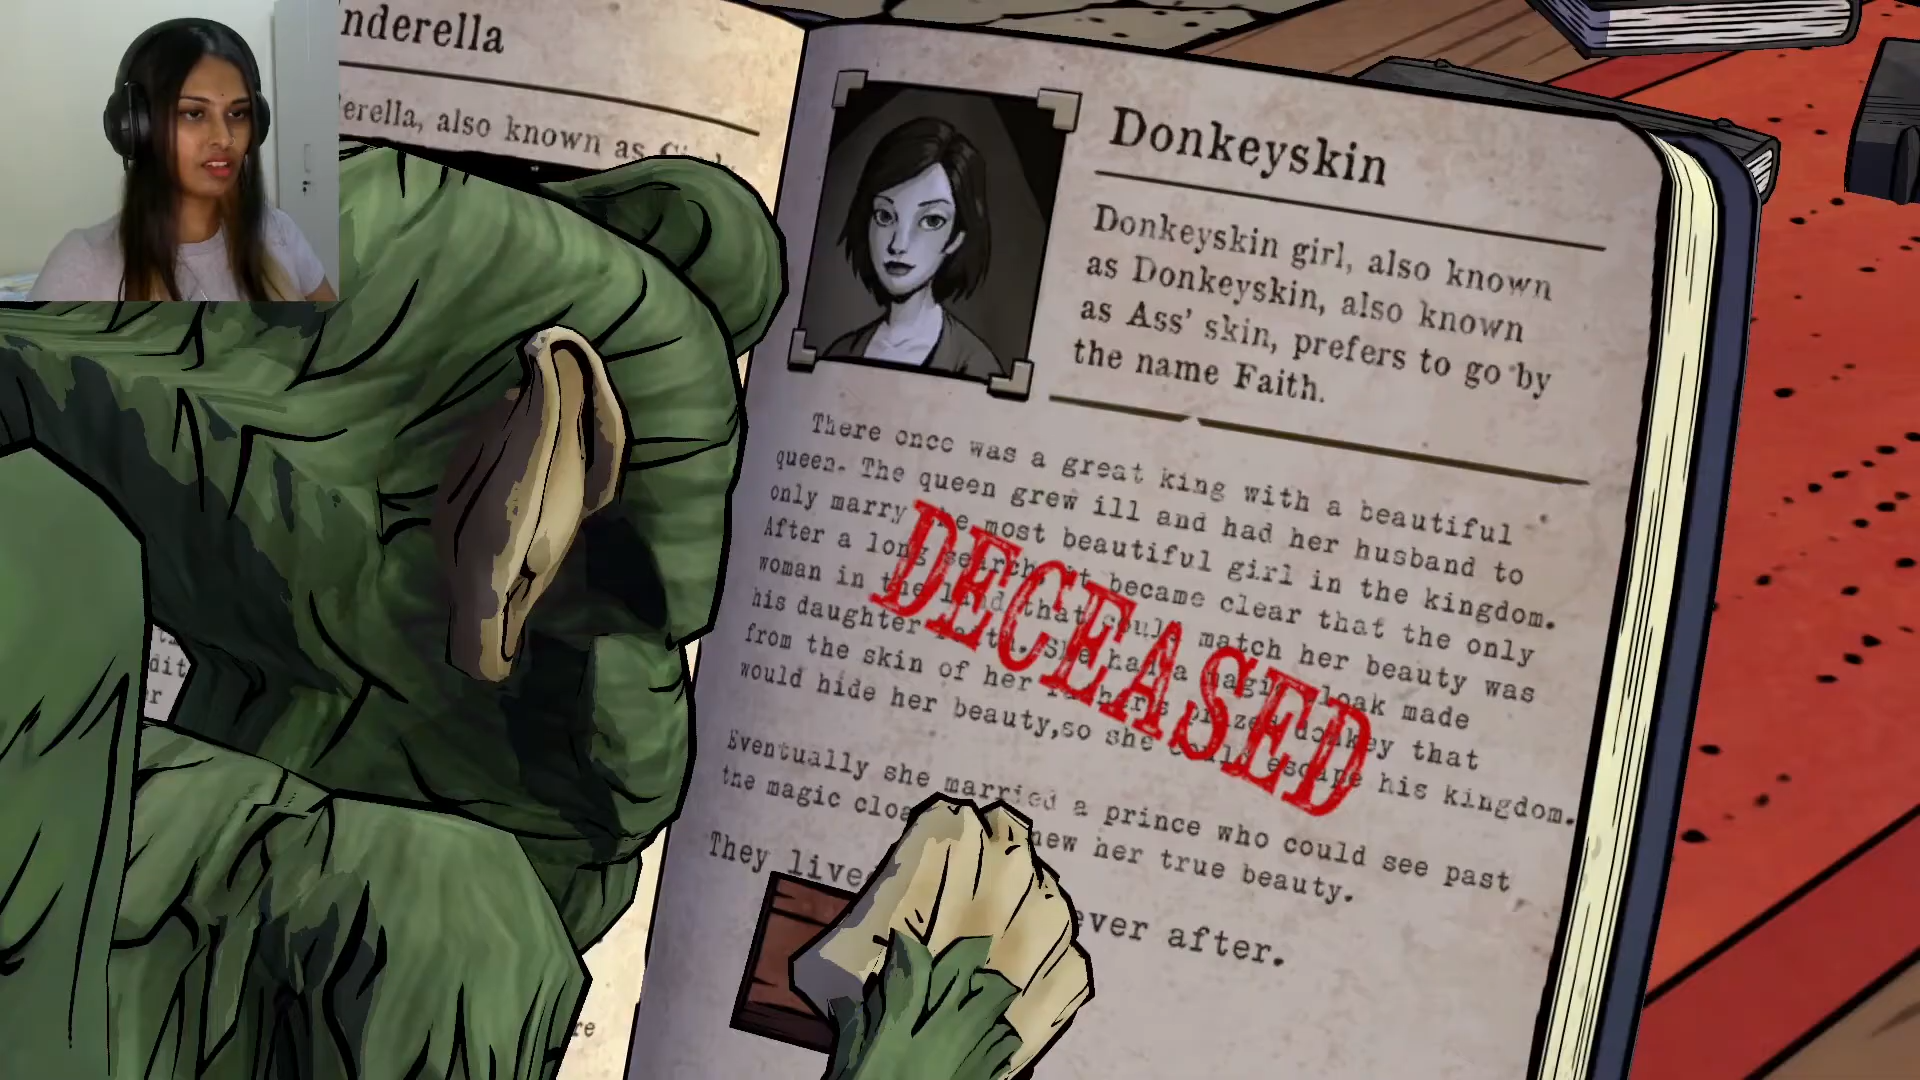 nderella
erella, also known as
Donkeyskin
Donkeyskin girl, also known
as Donkeyskin, also known
as Ass' skin, prefers to go by
the name Faith.
There once was a great king with a beautiful
queen. The queen grew ill and had her husband to
only marry the most beautiful girl in the kingdom.
After a long search, it became clear that the only
woman in the land that could match her beauty was
his daughter Faith. She had a magic cloak made
from the skin of her father's prized donkey that
would hide her beauty, so she could escape his kingdom.
Eventually she married a prince who could see past
the magic new her true beauty.
They live ever after.
DECEASED
dit
r
re